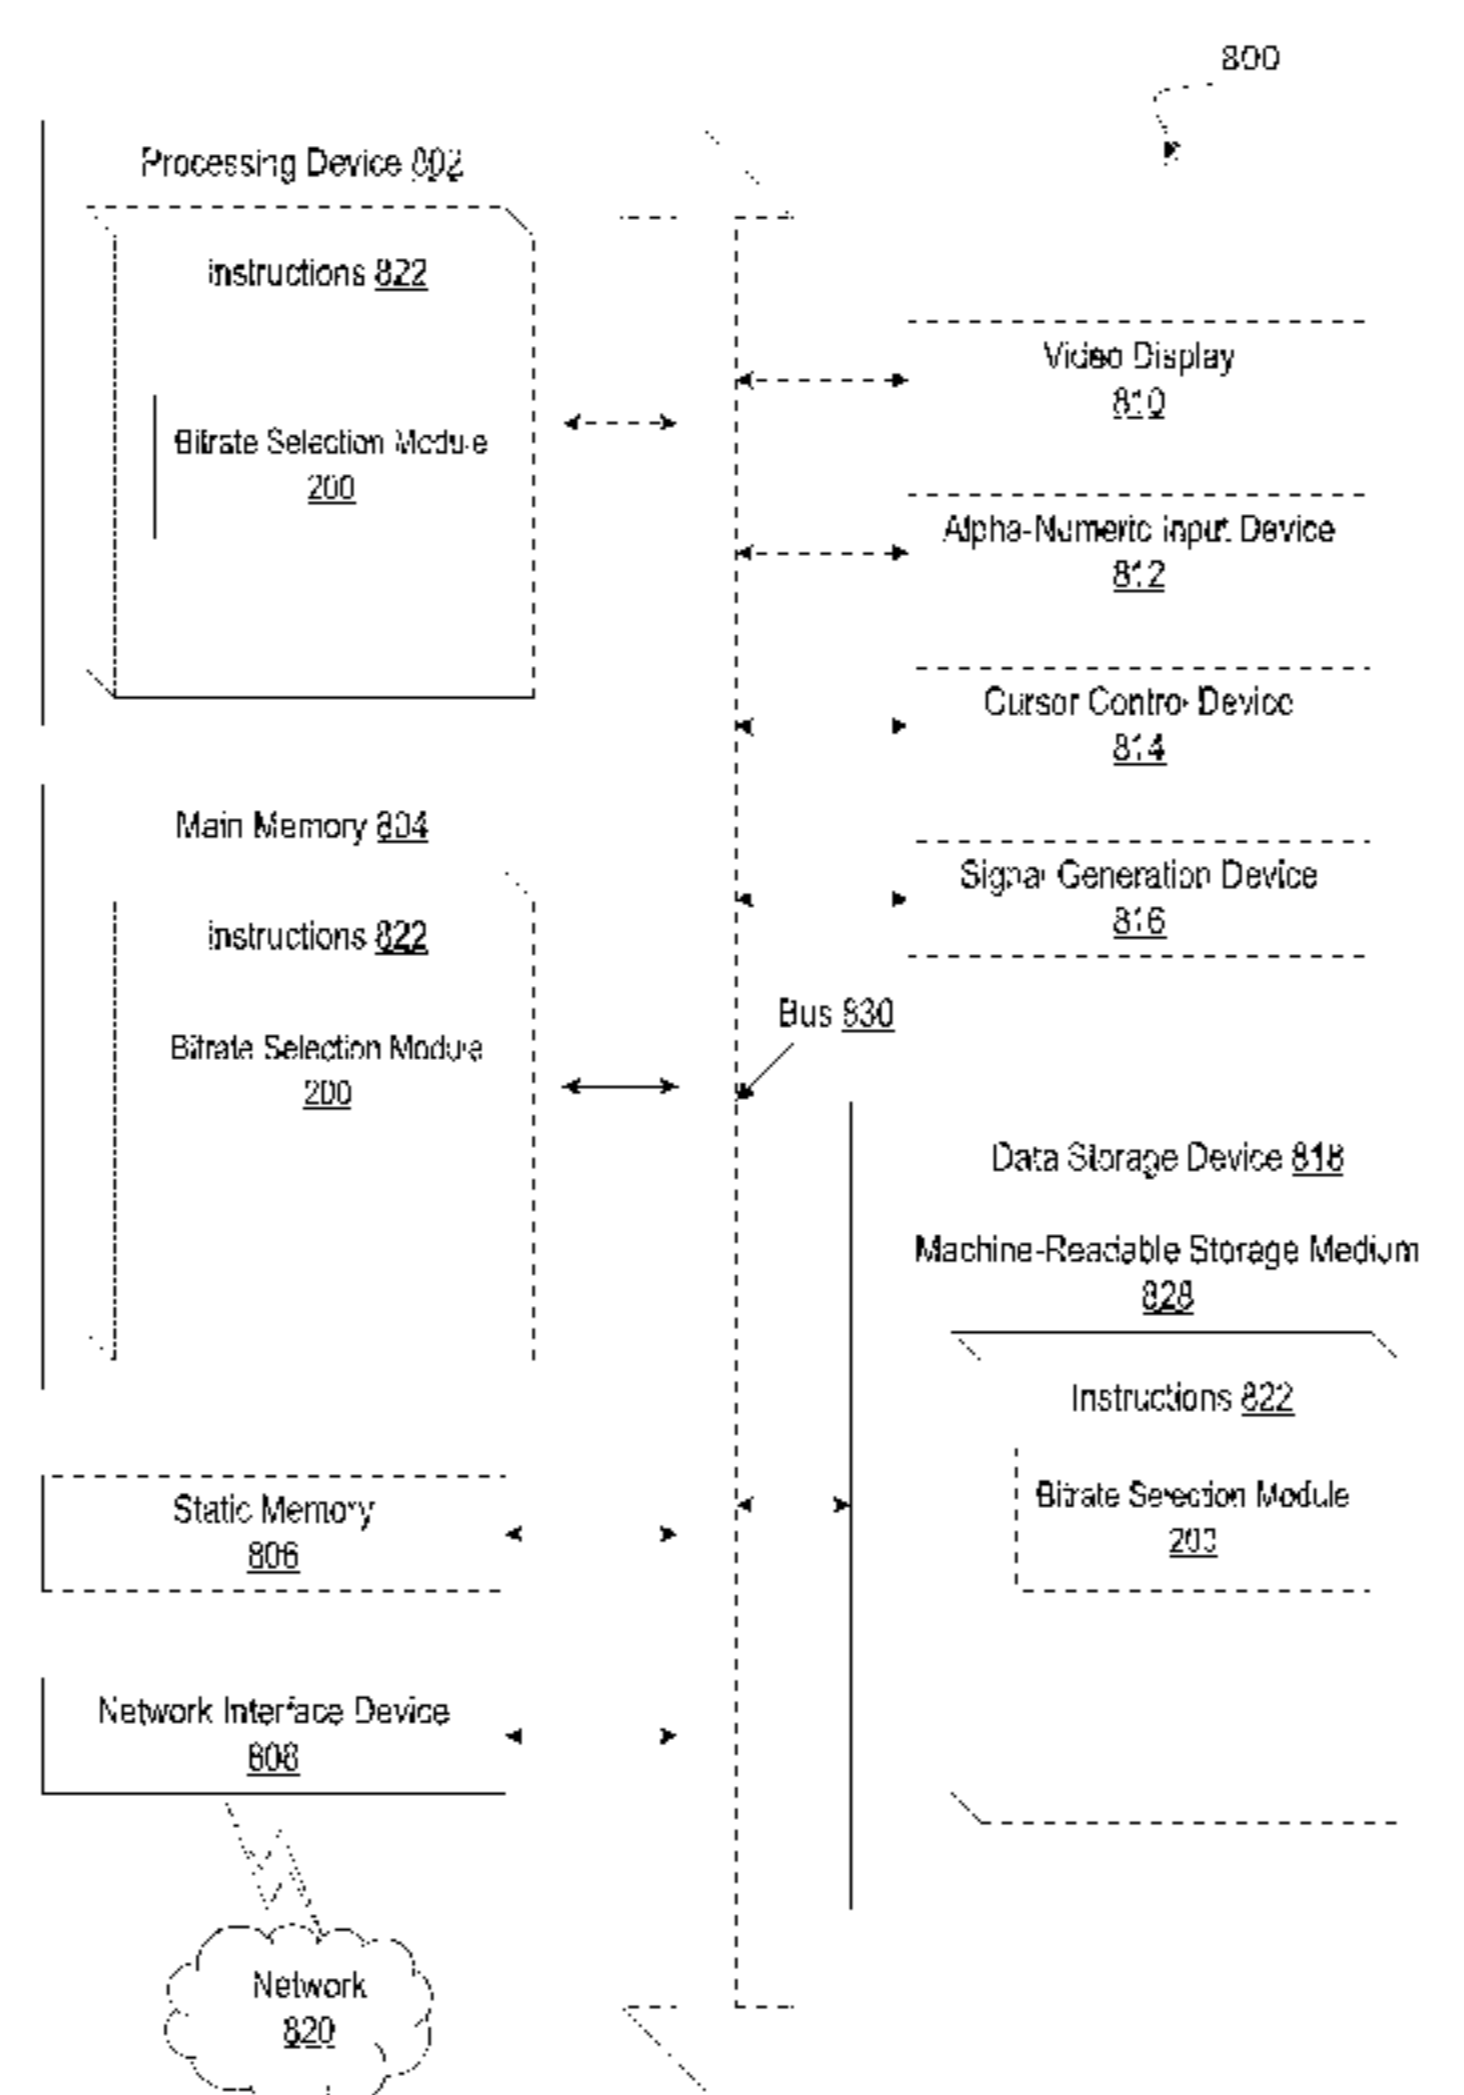 800
Processing Device 802
Instructions 822
Bitrate Selection Module
200
Video Display
810
Alpha-Numeric Input Device
812
Cursor Control Device
814
Main Memory 804
Instructions 822
Bitrate Selection Module
200
Signal Generation Device
816
Bus 830
Data Storage Device 818
Machine-Readable Storage Medium
828
Instructions 822
Bitrate Selection Module
200
Static Memory
806
Network Interface Device
808
Network
820